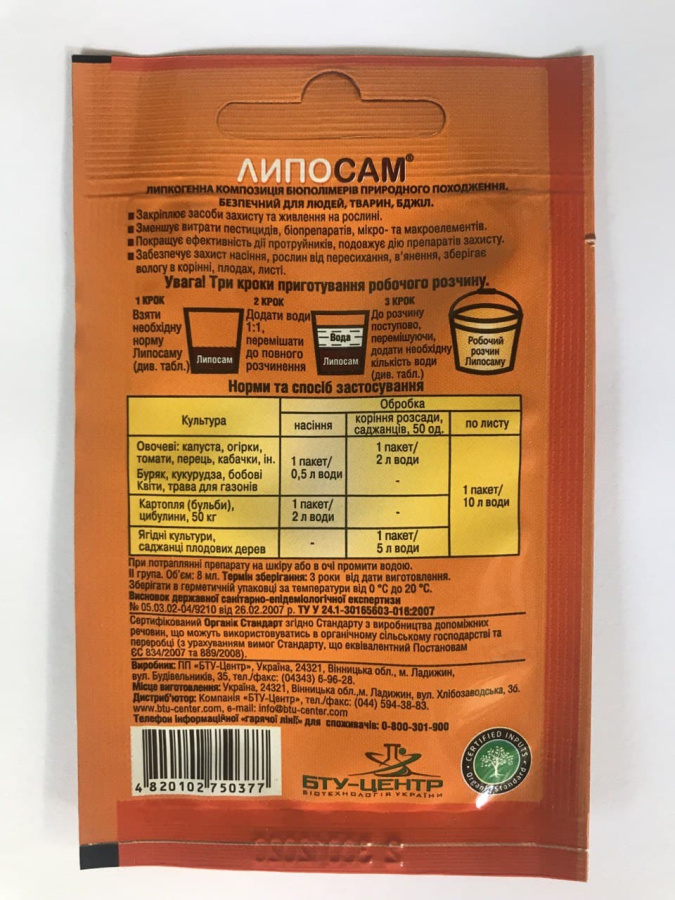 ЛИПОСАМ®
ЛИПКОГЕННА КОМПОЗИЦІЯ БІОПОЛІМЕРІВ ПРИРОДНОГО ПОХОДЖЕННЯ.
БЕЗПЕЧНИЙ ДЛЯ ЛЮДЕЙ, ТВАРИН, БДЖІЛ.
■ Закріплює засоби захисту та живлення на рослині.
■ Зменшує витрати пестицидів, біопрепаратів, мікро- та макроелементів.
■ Покращує ефективність дії протруйників, подовжує дію препаратів захисту.
■ Забезпечує захист насіння, рослин від пересихання, в'янення, зберігає
вологу в корінні, плодах, листі.
Увага! Три кроки приготування робочого розчину.
1 КРОК
Взяти
необхідну
норму
Липосаму
(див. табл.)
Липосам
2 КРОК
Додати води
1:1,
перемішати
до повного
розчинвння
Вода
Липосам
3 КРОК
До розчину
поступово,
перемішуючи,
додати необхідну
кількість води
(див. табл.)
Робочий
розчин
Липосаму
Норми та спосіб застосування
Культура
Обробка
насіння
коріння розсади,
саджанців, 50 од.
по листу
Овочеві: капуста, огірки,
томати, перець, кабачки, ін.
Буряк, кукурудза, бобові
Квіти, трава для газонів
1 пакет/
0,5 л води
1 пакет/
2 л води
-
1 пакет/
10 л води
Картопля (бульби),
цибулини, 50 кг
1 пакет/
2 л води
-
Ягідні культури,
саджанці плодових дерев
-
1 пакет/
5 л води
При потраплянні препарату на шкіру або в очі промити водою.
ІІ група. Об'єм: 8 мл. Термін зберігання: 3 роки від дати виготовлення.
Зберігати в герметичній упаковці за температури від 0 °С до 20 °С.
Висновок державної санітарно-епідеміологічної експертизи
№ 05.03.02-04/9210 від 26.02.2007 р. ТУ У 24.1-30165603-016:2007
Сертифікований Органік Стандарт згідно Стандарту з виробництва допоміжних
речовин, що можуть використовуватись в органічному сільському господарстві та
переробці (з урахуванням вимог Стандарту, що еквівалентний Постановам
ЄС 834/2007 та 889/2008).
Виробник: ПП «БТУ-Центр», Україна, 24321, Вінницька обл., м. Ладижин,
вул. Будівельників, 35, тел./факс: (04343) 6-96-28.
Місце виготовлення: Україна, 24321, Вінницька обл.,м. Ладижин, вул. Хлібозаводська, 3б.
Дистриб'ютор: Компанія «БТУ-Центр», тел./факс: (044) 594-38-83.
www.btu-center.com, e-mail: info@btu-center.com
Телефон інформаційної «гарячої лінії» для споживачів: 0-800-301-900
4 820102 750377
БТУ-ЦЕНТР
БІОТЕХНОЛОГІЯ УКРАЇНИ
CERTIFIED INPUTS
Organic Standard